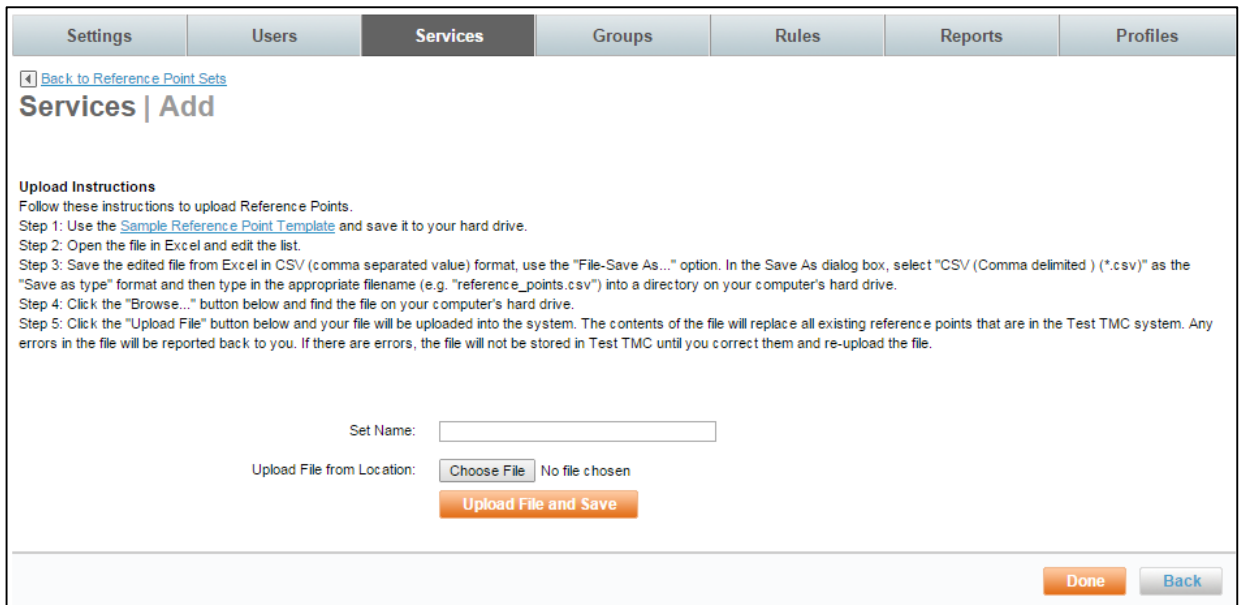 Settings Users Services Groups Rules Reports Profiles
Back to Reference Point Sets
Services | Add
Upload Instructions
Follow these instructions to upload Reference Points.
Step 1: Use the Sample Reference Point Template and save it to your hard drive.
Step 2: Open the file in Excel and edit the list.
Step 3: Save the edited file from Excel in CSV (comma separated value) format, use the "File-Save As..." option. In the Save As dialog box, select "CSV (Comma delimited ) (*.csv)" as the
"Save as type" format and then type in the appropriate filename (e.g. "reference_points.csv") into a directory on your computer's hard drive.
Step 4: Click the "Browse..." button below and find the file on your computer's hard drive.
Step 5: Click the "Upload File" button below and your file will be uploaded into the system. The contents of the file will replace all existing reference points that are in the Test TMC system. Any
errors in the file will be reported back to you. If there are errors, the file will not be stored in Test TMC until you correct them and re-upload the file.
Set Name:
Upload File from Location: Choose File No file chosen
Upload File and Save
Done Back